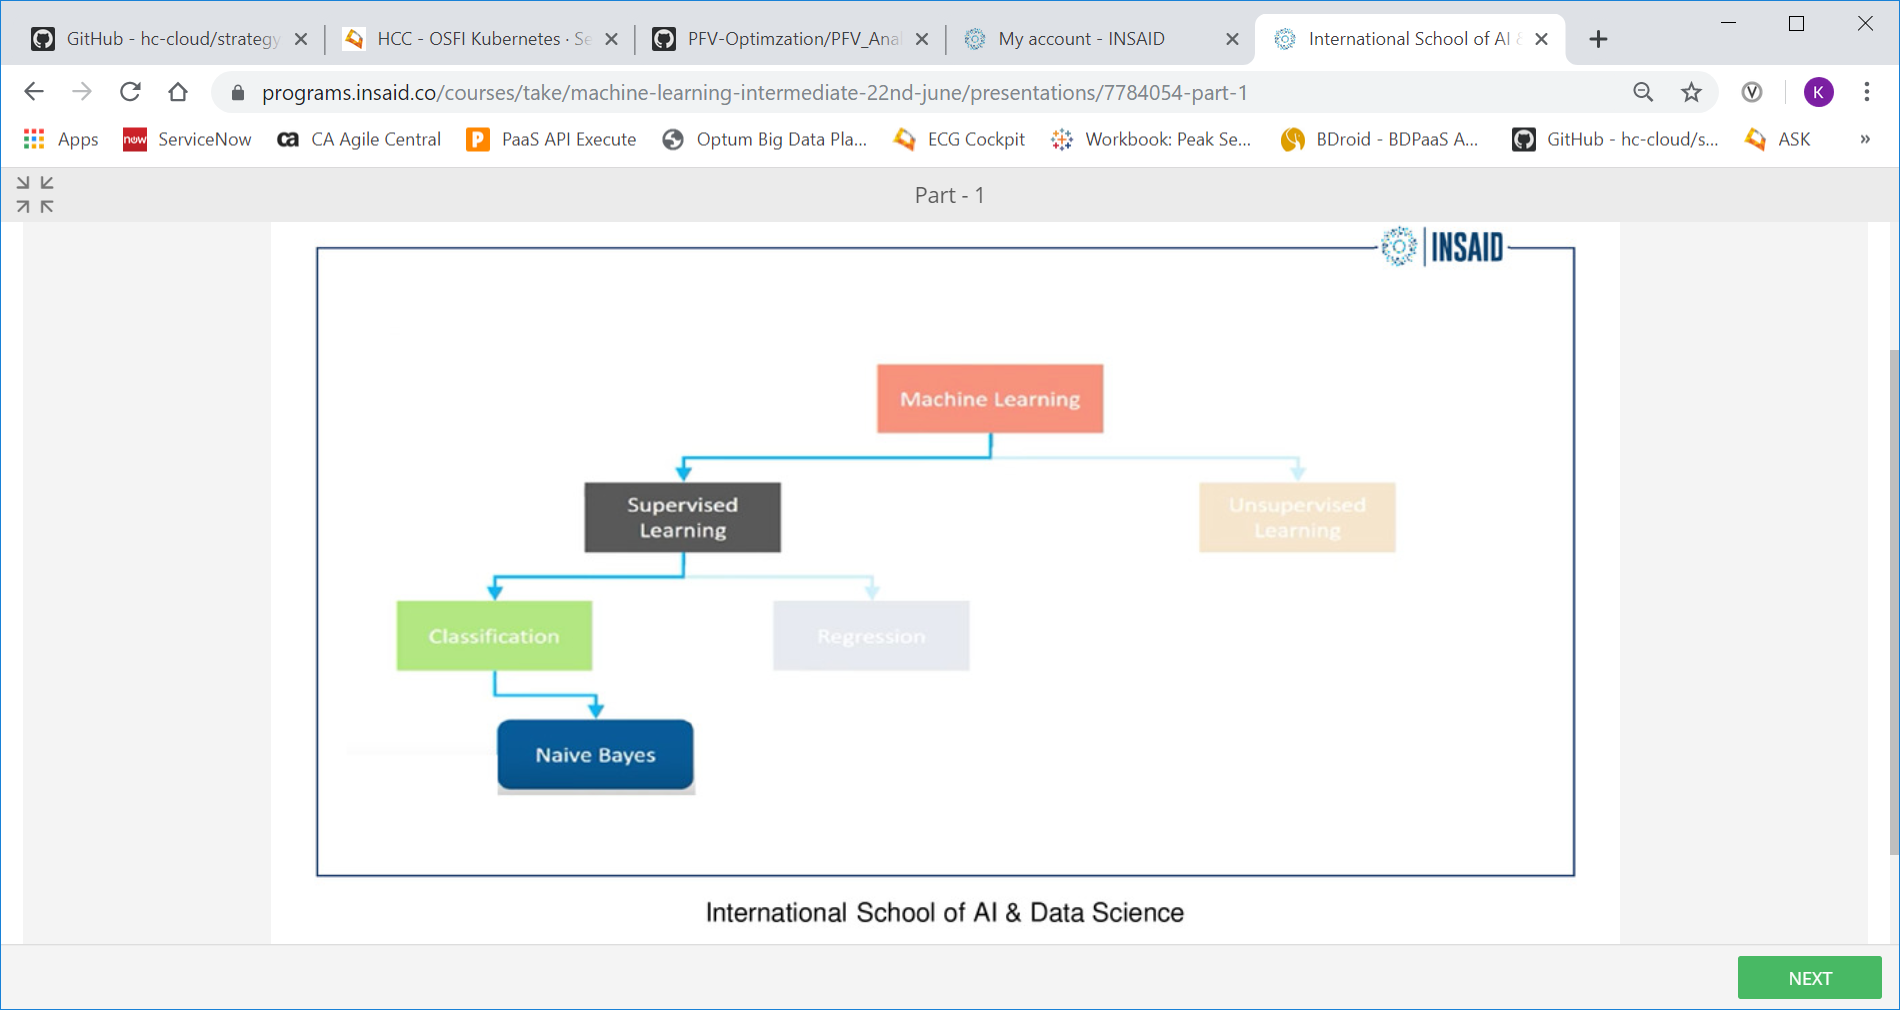 GitHub - hc-cloud/strategy
HCC - OSFI Kubernetes · Se
PFV-Optimzation/PFV_Anal
My account - INSAID
International School of AI &
programs.insaid.co/courses/take/machine-learning-intermediate-22nd-june/presentations/7784054-part-1
K
Apps
now
ServiceNow
ca
CA Agile Central
P
PaaS API Execute
Optum Big Data Pla...
ECG Cockpit
Workbook: Peak Se...
BDroid - BDPaaS A...
GitHub - hc-cloud/s...
ASK
»
Part - 1
INSAID
Machine Learning
Supervised
Learning
Unsupervised
Learning
Classification
Regression
Naive Bayes
International School of AI & Data Science
NEXT